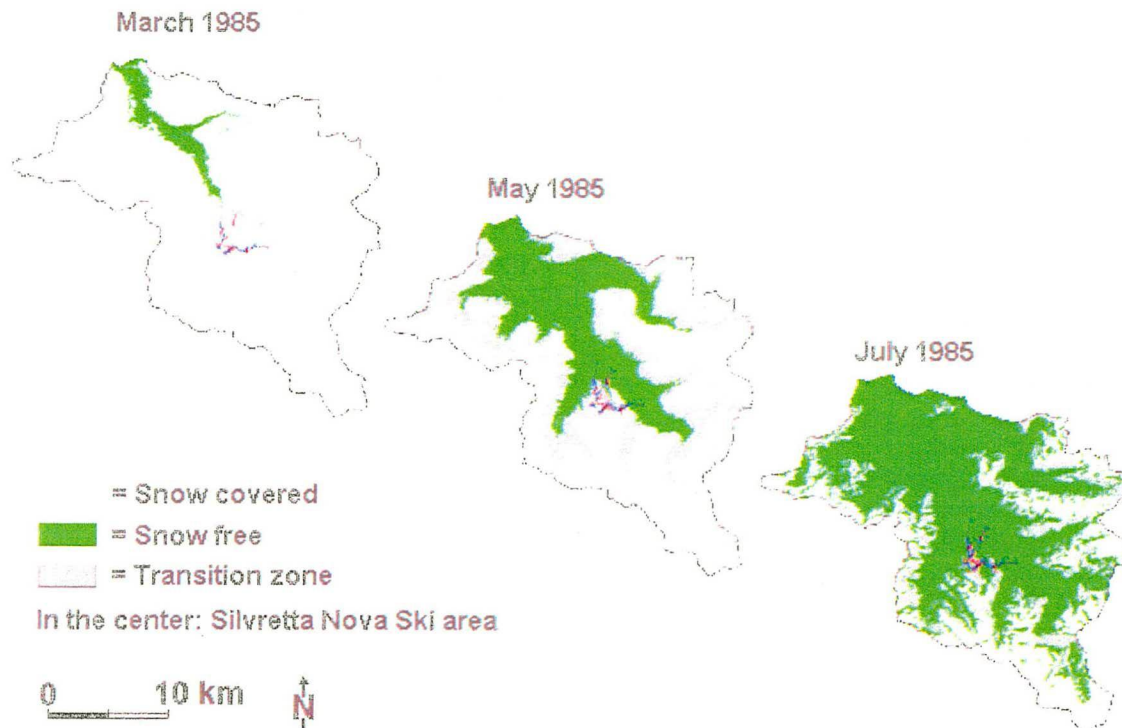 March 1985
May 1985
July 1985
= Snow covered
= Snow free
= Transition zone
In the center: Silvretta Nova Ski area
0 10 km
N